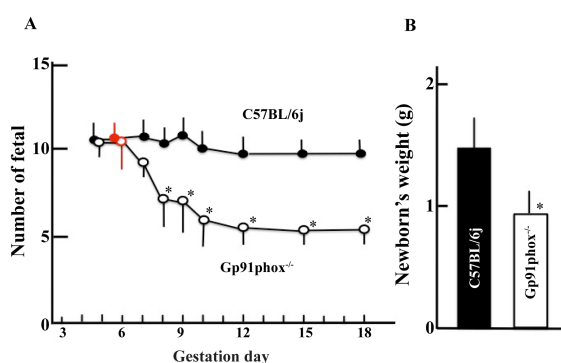 A
Number of fetal
15
10
5
0
C57BL/6j
* * * * * *
Gp91phox-/-
3 6 9 12 15 18
Gestation day
B
Newborn's weight (g)
2
1
0
C57BL/6j
Gp91phox-/-
*